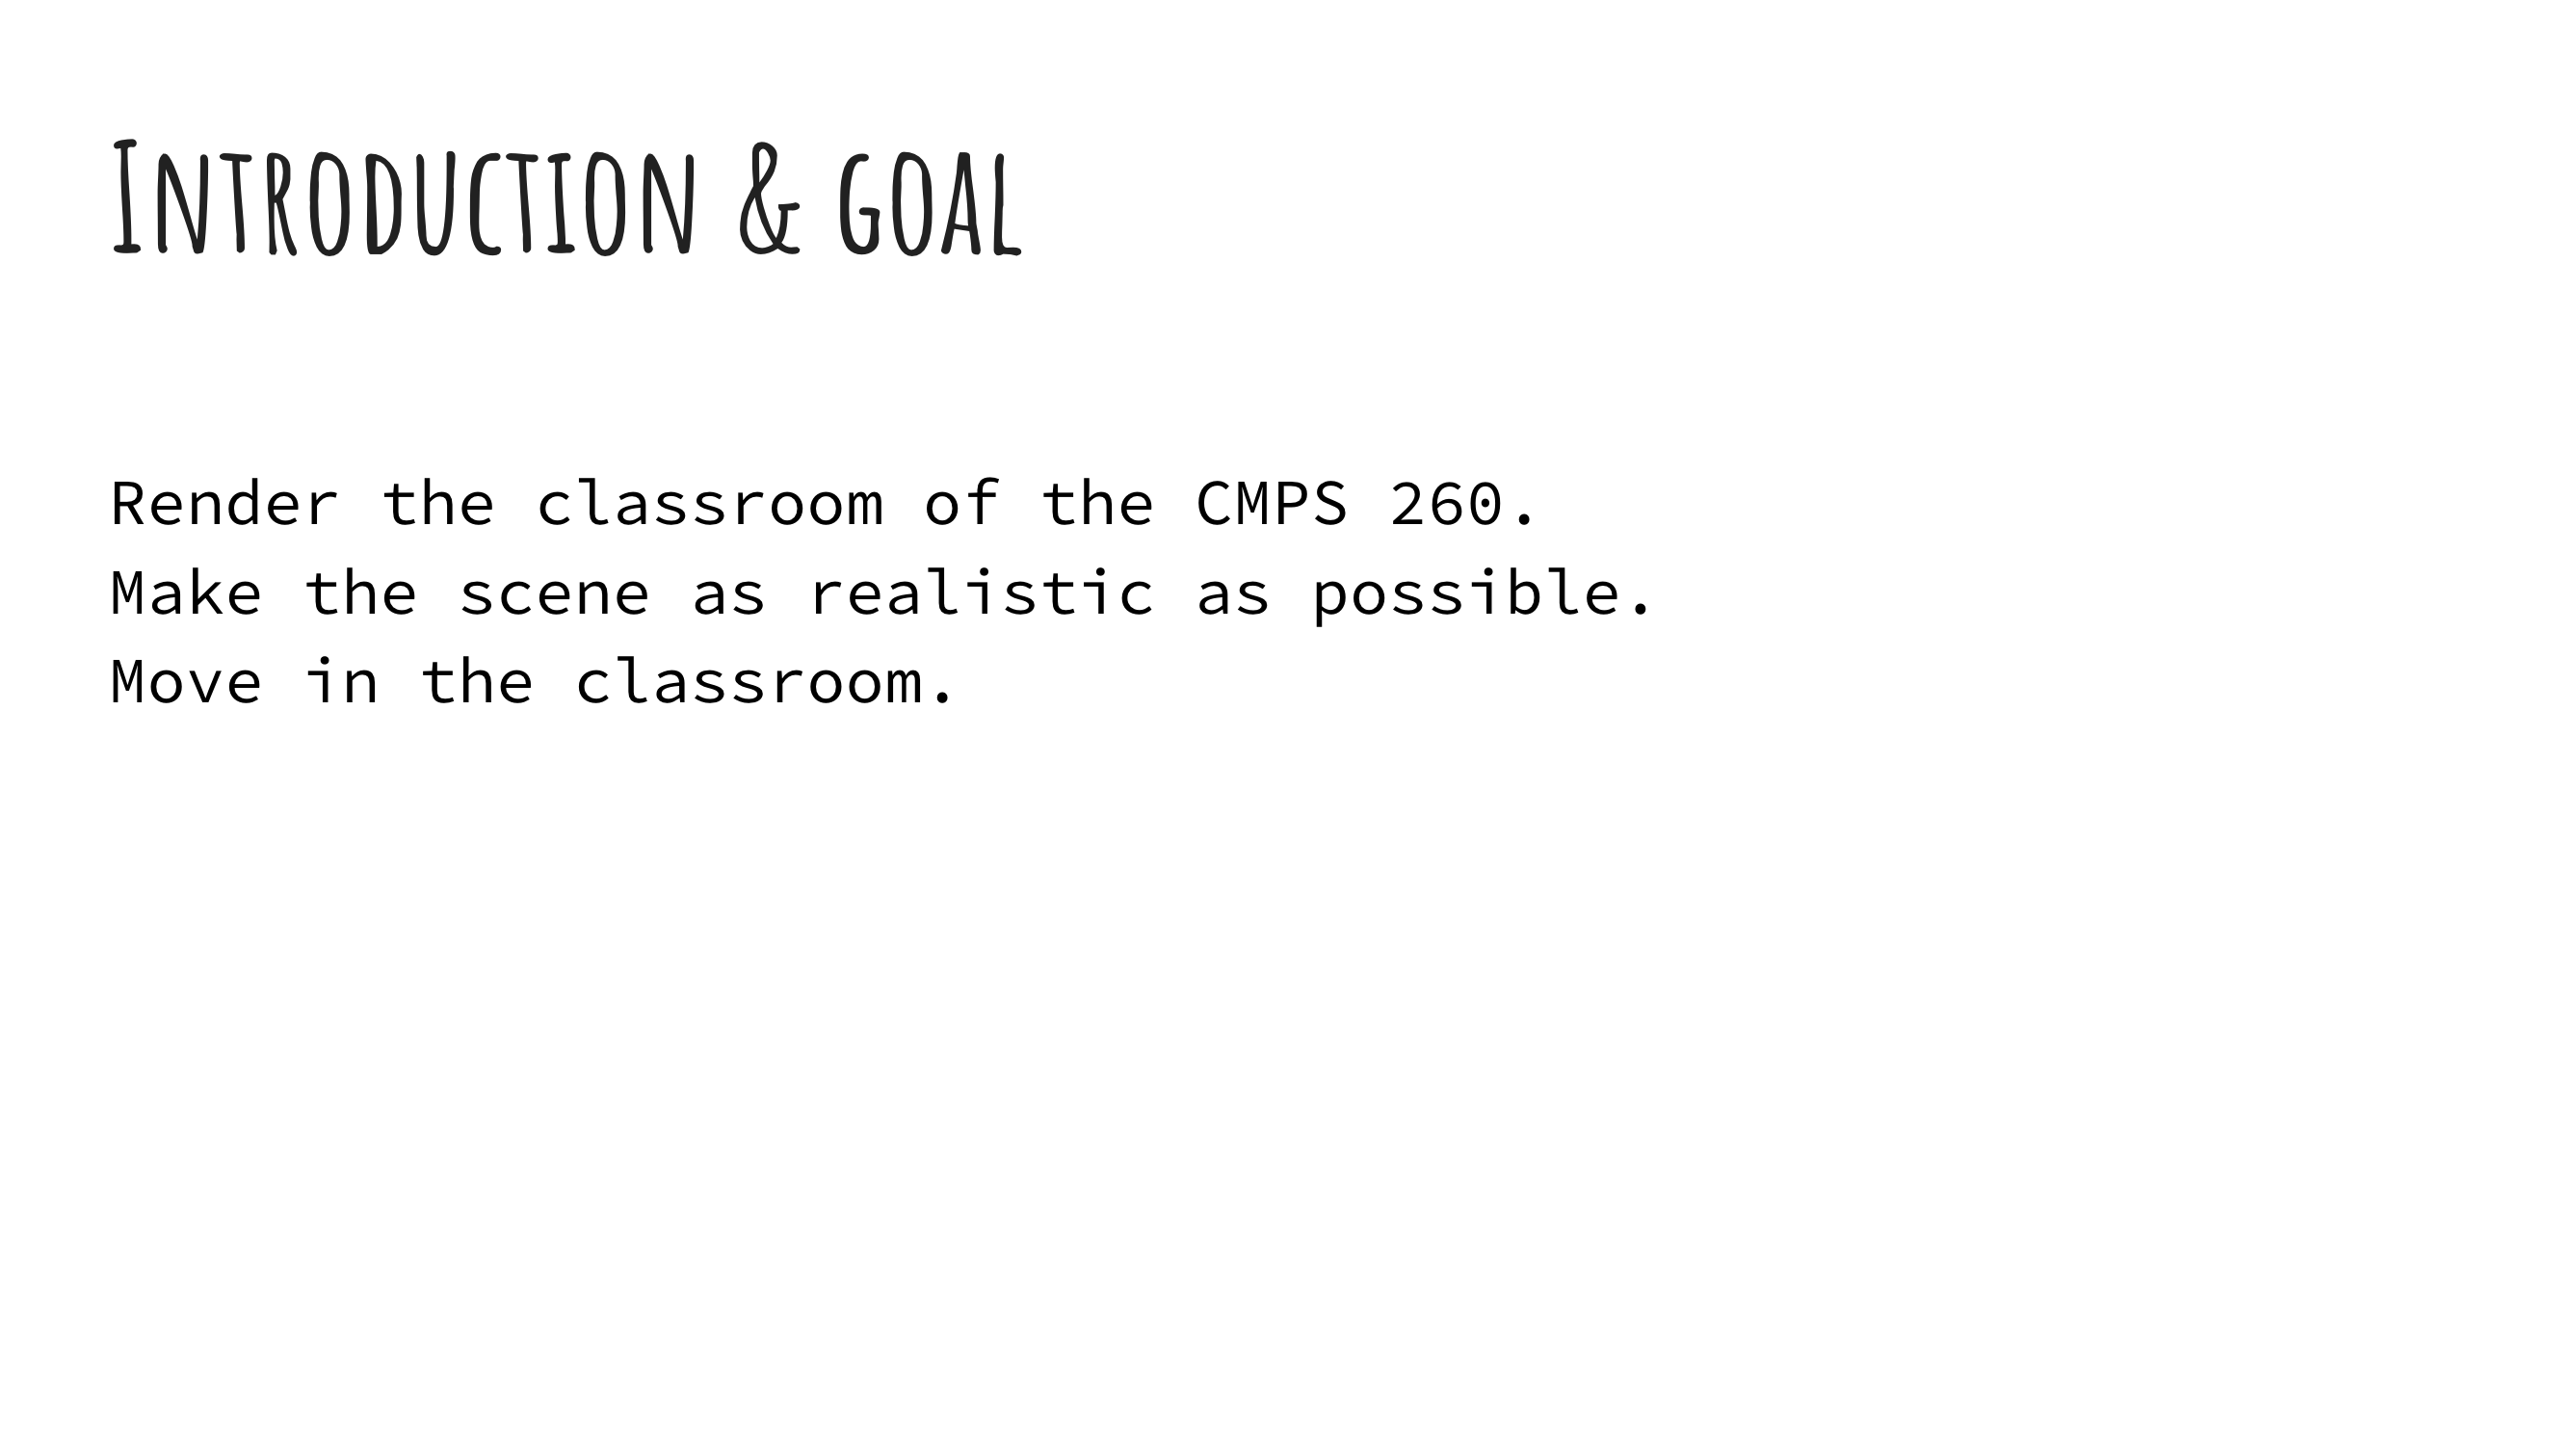 Introduction & goal
Render the classroom of the CMPS 260.
Make the scene as realistic as possible.
Move in the classroom.